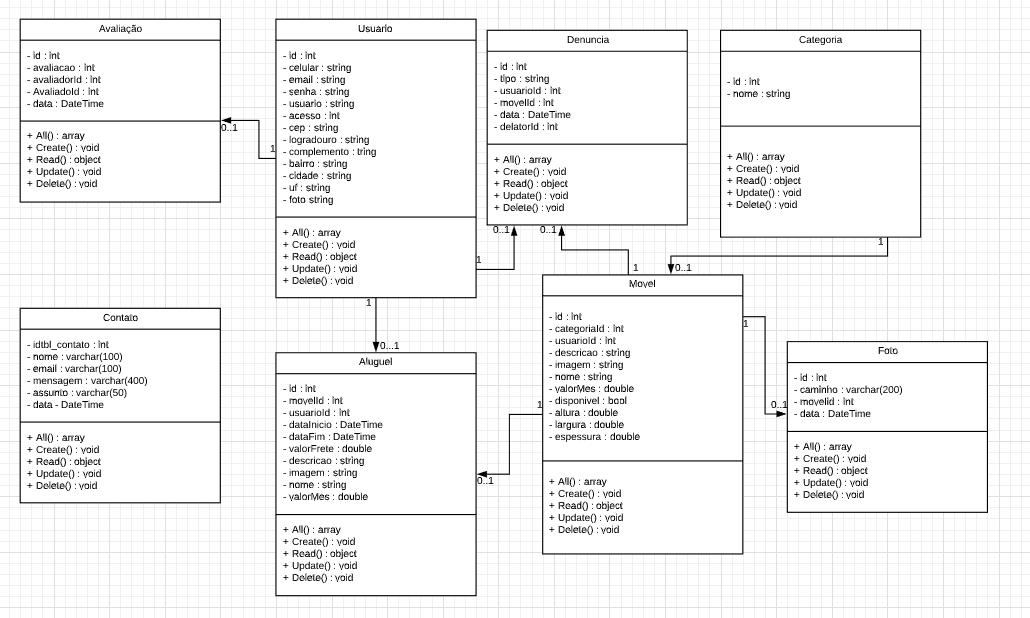 Avaliação
- id : int
- avaliacao : int
- avaliadorId : int
- AvaliadoId : int
- data : DateTime
+ All() : array
+ Create() : void
+ Read() : object
+ Update() : void
+ Delete() : void
0..1
1
Usuario
- id : int
- celular : string
- email : string
- senha : string
- usuario : string
- acesso : int
- cep : string
- logradouro : string
- complemento : tring
- bairro : string
- cidade : string
- uf : string
- foto string
+ All() : array
+ Create() : void
+ Read() : object
+ Update() : void
+ Delete() : void
1
1
Denuncia
- id : int
- tipo : string
- usuarioId : int
- movelId : int
- data : DateTime
- delatorId : int
+ All() : array
+ Create() : void
+ Read() : object
+ Update() : void
+ Delete() : void
0..1
0..1
1
Categoria
- id : int
- nome : string
+ All() : array
+ Create() : void
+ Read() : object
+ Update() : void
+ Delete() : void
1
0..1
Contato
- idtbl_contato : int
- nome : varchar(100)
- email : varchar(100)
- mensagem : varchar(400)
- assunto : varchar(50)
- data - DateTime
+ All() : array
+ Create() : void
+ Read() : object
+ Update() : void
+ Delete() : void
0...1
Aluguel
- id : int
- movelId : int
- usuarioId : int
- dataInicio : DateTime
- dataFim : DateTime
- valorFrete : double
- descricao : string
- imagem : string
- nome : string
- valorMes : double
+ All() : array
+ Create() : void
+ Read() : object
+ Update() : void
+ Delete() : void
1
0..1
Movel
- id : int
- categoriaId : int
- usuarioId : int
- descricao : string
- imagem : string
- nome : string
- valorMes : double
- disponivel : bool
- altura : double
- largura : double
- espessura : double
+ All() : array
+ Create() : void
+ Read() : object
+ Update() : void
+ Delete() : void
1
0..1
Foto
- id : int
- caminho : varchar(200)
- movelid : int
- data : DateTime
+ All() : array
+ Create() : void
+ Read() : object
+ Update() : void
+ Delete() : void